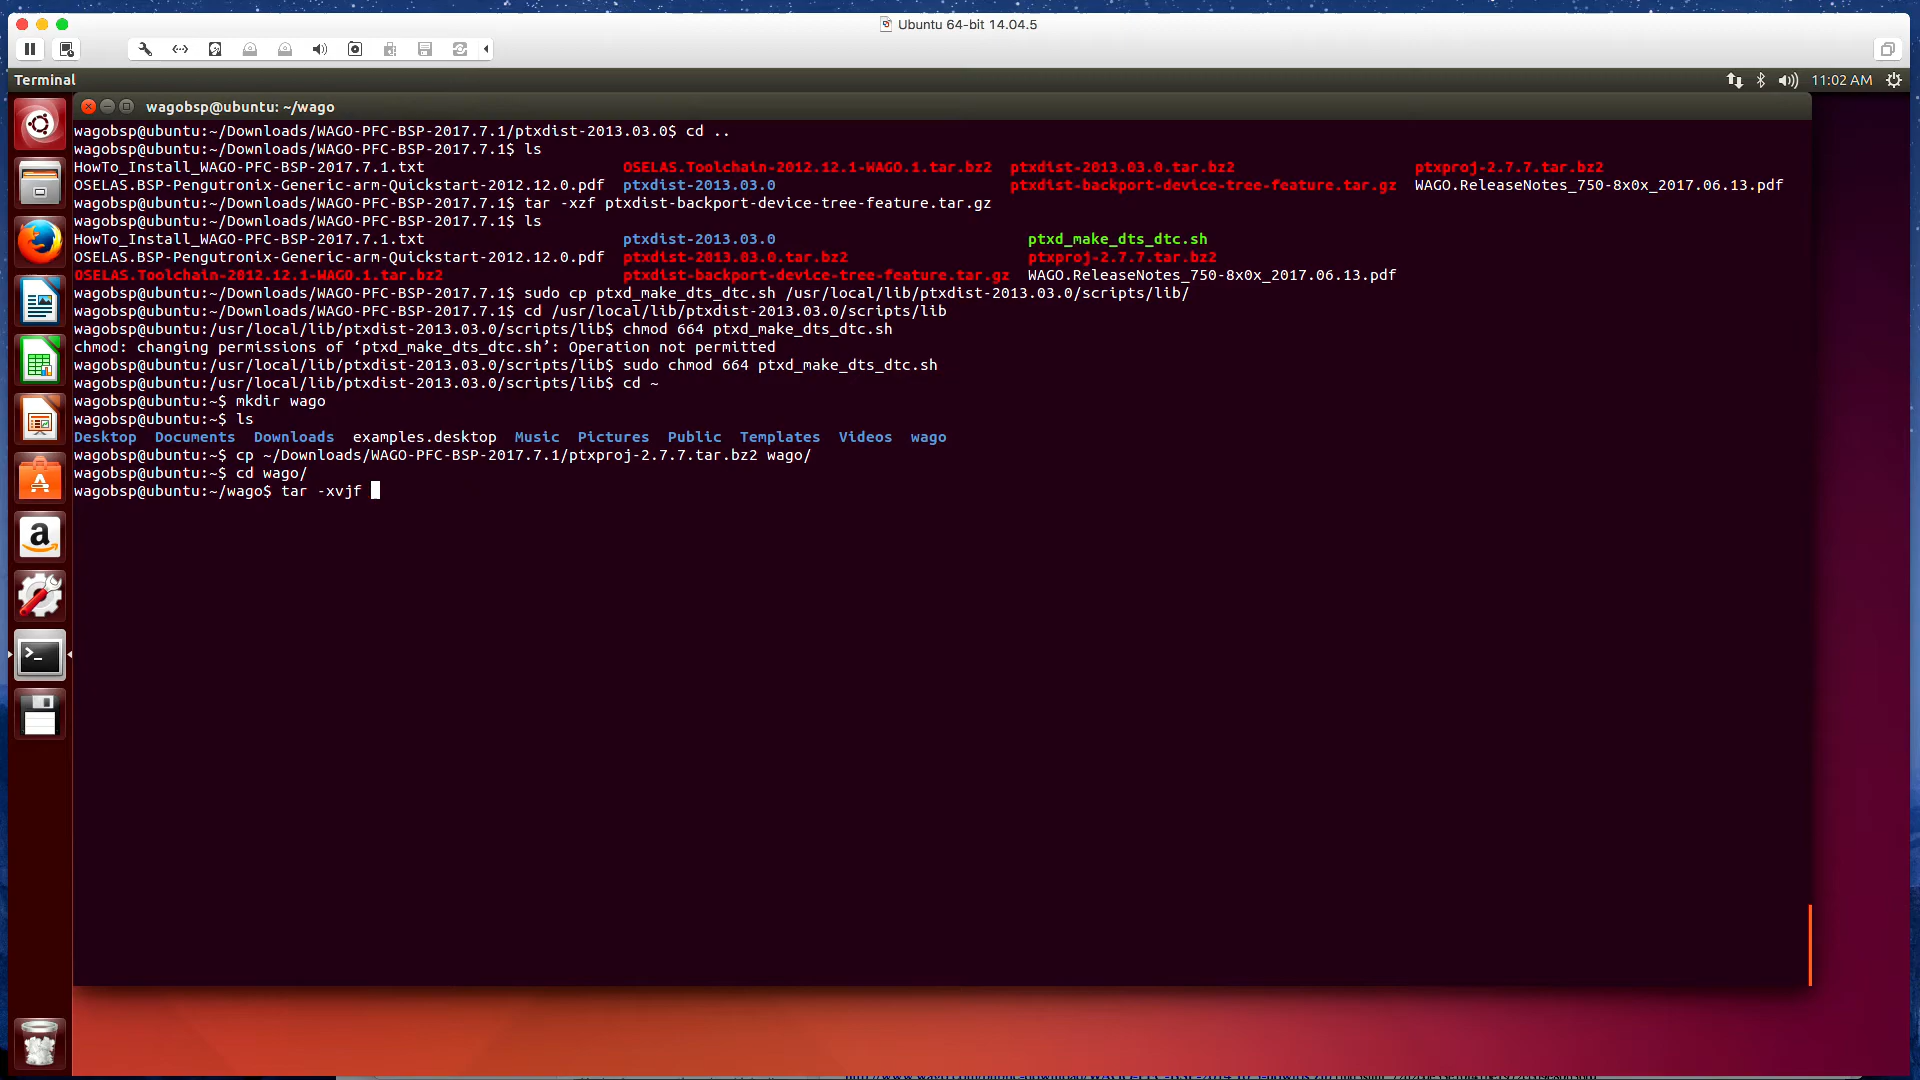 Ubuntu 64-bit 14.04.5
Terminal
11:02 AM
wagobsp@ubuntu: ~/wago
wagobsp@ubuntu:~/Downloads/WAGO-PFC-BSP-2017.7.1/ptxdist-2013.03.0$ cd ..
wagobsp@ubuntu:~/Downloads/WAGO-PFC-BSP-2017.7.1$ ls
HowTo_Install_WAGO-PFC-BSP-2017.7.1.txt OSELAS.Toolchain-2012.12.1-WAGO.1.tar.bz2 ptxdist-2013.03.0.tar.bz2 ptxproj-2.7.7.tar.bz2
OSELAS.BSP-Pengutronix-Generic-arm-Quickstart-2012.12.0.pdf ptxdist-2013.03.0 ptxdist-backport-device-tree-feature.tar.gz WAGO.ReleaseNotes_750-8x0x_2017.06.13.pdf
wagobsp@ubuntu:~/Downloads/WAGO-PFC-BSP-2017.7.1$ tar -xzf ptxdist-backport-device-tree-feature.tar.gz
wagobsp@ubuntu:~/Downloads/WAGO-PFC-BSP-2017.7.1$ ls
HowTo_Install_WAGO-PFC-BSP-2017.7.1.txt ptxdist-2013.03.0 ptxd_make_dts_dtc.sh
OSELAS.BSP-Pengutronix-Generic-arm-Quickstart-2012.12.0.pdf ptxdist-2013.03.0.tar.bz2 ptxproj-2.7.7.tar.bz2
OSELAS.Toolchain-2012.12.1-WAGO.1.tar.bz2 ptxdist-backport-device-tree-feature.tar.gz WAGO.ReleaseNotes_750-8x0x_2017.06.13.pdf
wagobsp@ubuntu:~/Downloads/WAGO-PFC-BSP-2017.7.1$ sudo cp ptxd_make_dts_dtc.sh /usr/local/lib/ptxdist-2013.03.0/scripts/lib/
wagobsp@ubuntu:~/Downloads/WAGO-PFC-BSP-2017.7.1$ cd /usr/local/lib/ptxdist-2013.03.0/scripts/lib
wagobsp@ubuntu:/usr/local/lib/ptxdist-2013.03.0/scripts/lib$ chmod 664 ptxd_make_dts_dtc.sh
chmod: changing permissions of ‘ptxd_make_dts_dtc.sh’: Operation not permitted
wagobsp@ubuntu:/usr/local/lib/ptxdist-2013.03.0/scripts/lib$ sudo chmod 664 ptxd_make_dts_dtc.sh
wagobsp@ubuntu:/usr/local/lib/ptxdist-2013.03.0/scripts/lib$ cd ~
wagobsp@ubuntu:~$ mkdir wago
wagobsp@ubuntu:~$ ls
Desktop Documents Downloads examples.desktop Music Pictures Public Templates Videos wago
wagobsp@ubuntu:~$ cp ~/Downloads/WAGO-PFC-BSP-2017.7.1/ptxproj-2.7.7.tar.bz2 wago/
wagobsp@ubuntu:~$ cd wago/
wagobsp@ubuntu:~/wago$ tar -xvjf